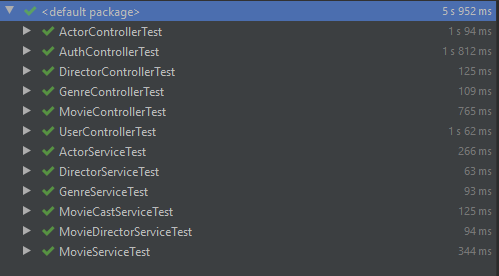 <default package> 5 s 952 ms
ActorControllerTest 1 s 94 ms
AuthControllerTest 1 s 812 ms
DirectorControllerTest 125 ms
GenreControllerTest 109 ms
MovieControllerTest 765 ms
UserControllerTest 1 s 62 ms
ActorServiceTest 266 ms
DirectorServiceTest 63 ms
GenreServiceTest 93 ms
MovieCastServiceTest 125 ms
MovieDirectorServiceTest 94 ms
MovieServiceTest 344 ms